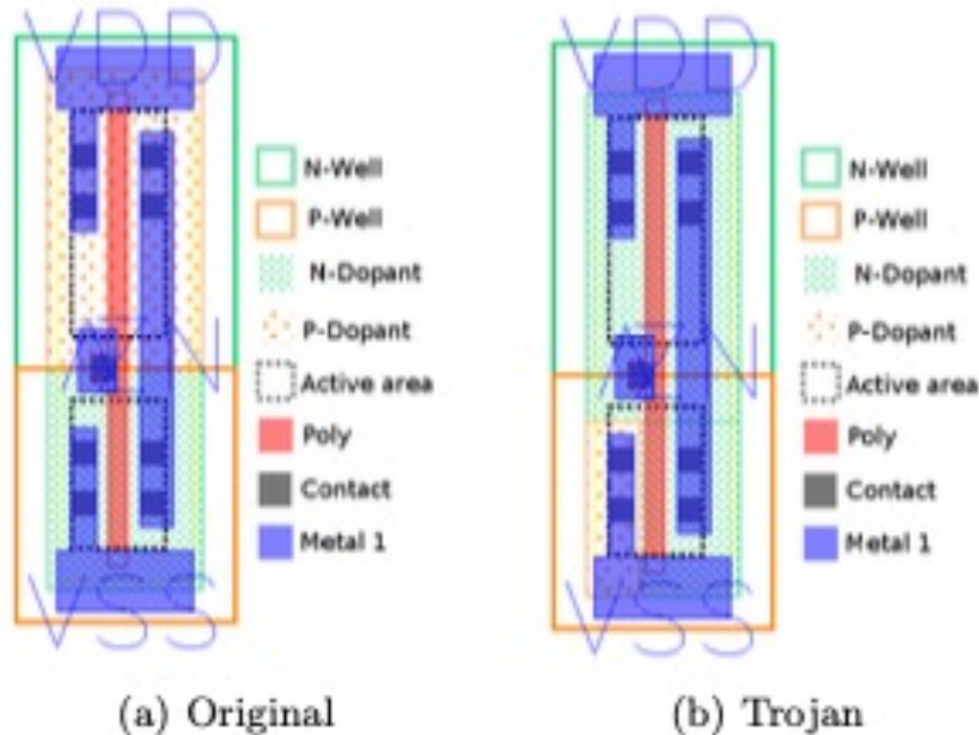 VDD
N-Well
P-Well
N-Dopant
P-Dopant
Active area
Poly
Contact
Metal 1
VSS
(a) Original
VDD
N-Well
P-Well
N-Dopant
P-Dopant
Active area
Poly
Contact
Metal 1
VSS
(b) Trojan